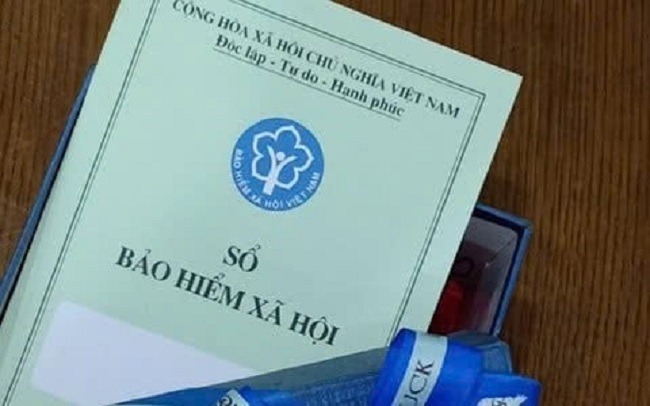 CỘNG HÒA XÃ HỘI CHỦ NGHĨA VIỆT NAM
Độc lập - Tự do - Hạnh phúc
BẢO HIỂM XÃ HỘI VIỆT NAM
SỔ
BẢO HIỂM XÃ HỘI
UCK